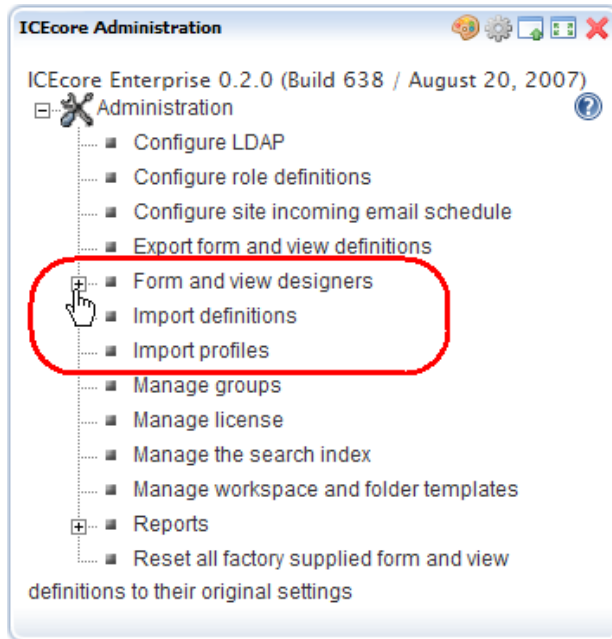 ICEcore Administration
ICEcore Enterprise 0.2.0 (Build 638 / August 20, 2007)
Administration
Configure LDAP
Configure role definitions
Configure site incoming email schedule
Export form and view definitions
Form and view designers
Import definitions
Import profiles
Manage groups
Manage license
Manage the search index
Manage workspace and folder templates
Reports
Reset all factory supplied form and view
definitions to their original settings